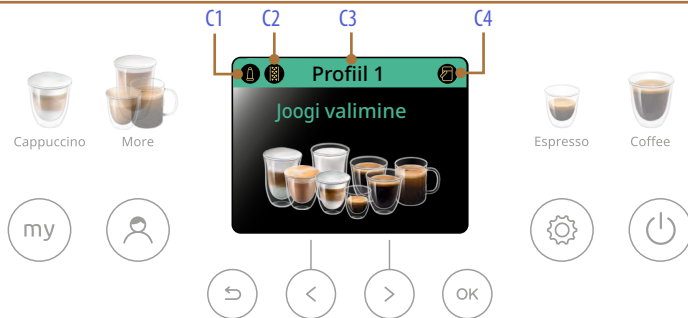 C1 C2 C3 C4
Profiil 1
Joogi valimine
Cappuccino More Espresso Coffee
my
OK